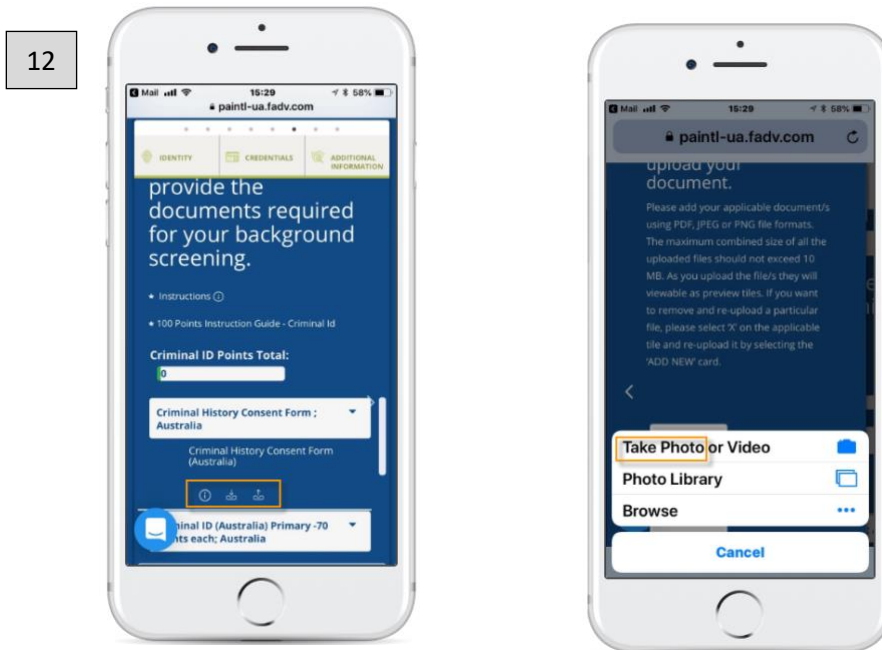 12
Mail 15:29 58%
paintl-ua.fadv.com
IDENTITY CREDENTIALS ADDITIONAL INFORMATION
provide the
documents required
for your background
screening.
Instructions
100 Points Instruction Guide - Criminal Id
Criminal ID Points Total:
0
Criminal History Consent Form ;
Australia
Criminal History Consent Form
(Australia)
inal ID (Australia) Primary -70
ts each; Australia
Mail 15:29 58%
paintl-ua.fadv.com
upload your
document.
Please add your applicable document/s
using PDF, JPEG or PNG file formats.
The maximum combined size of all the
uploaded files should not exceed 10
MB. As you upload the file/s they will
viewable as preview tiles. If you want
to remove and re-upload a particular
file, please select 'X' on the applicable
tile and re-upload it by selecting the
'ADD NEW' card.
Take Photo or Video
Photo Library
Browse
Cancel